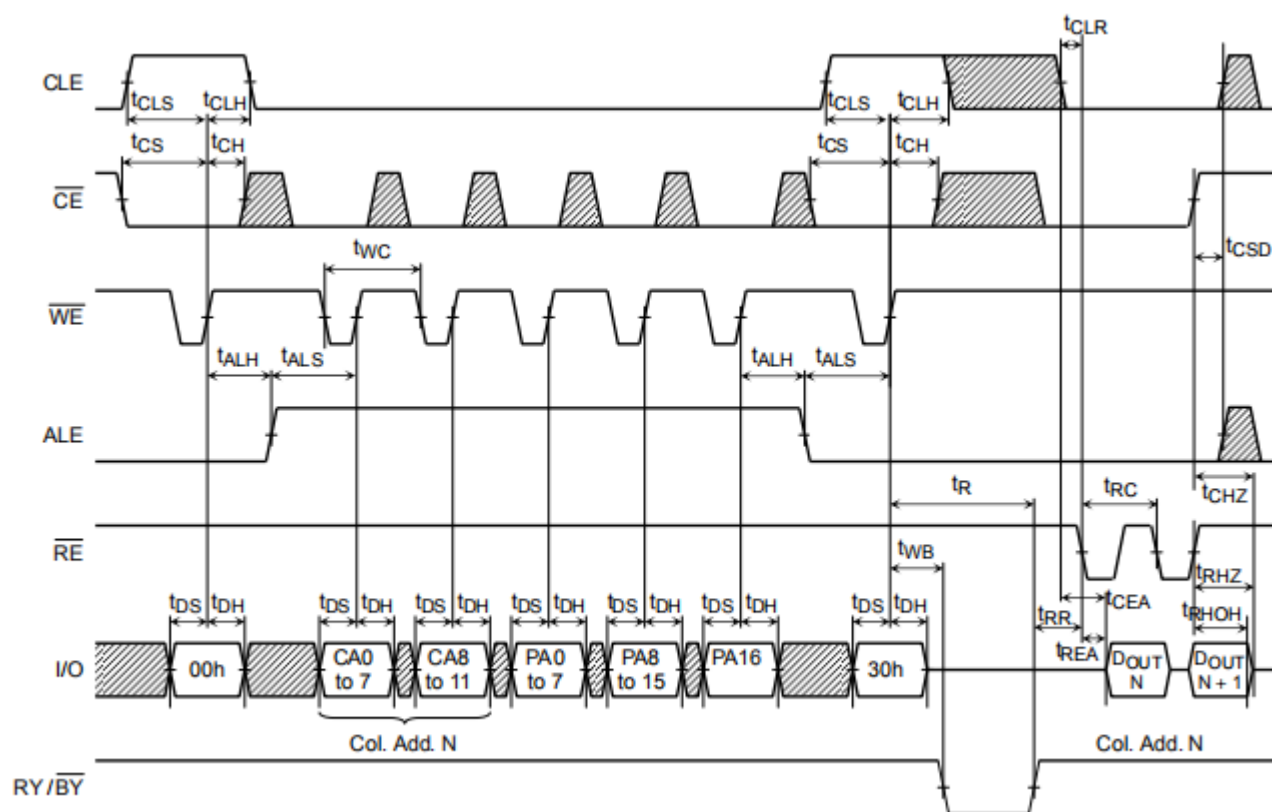 tCLR
CLE
tCLS tCLH tCLS tCLH
tCS tCH tCS tCH
CE
tWC tCSD
WE
tALH tALS tALH tALS
ALE
tR tRC tCHZ
RE
tWB tRHZ
tDS tDH tDS tDH tDS tDH tDS tDH tDS tDH tDS tDH tDS tDH tCEA
tRR tRHOH
tREA
I/O 00h CA0 to 7 CA8 to 11 PA0 to 7 PA8 to 15 PA16 30h DOUT N DOUT N + 1
Col. Add. N Col. Add. N
RY/BY